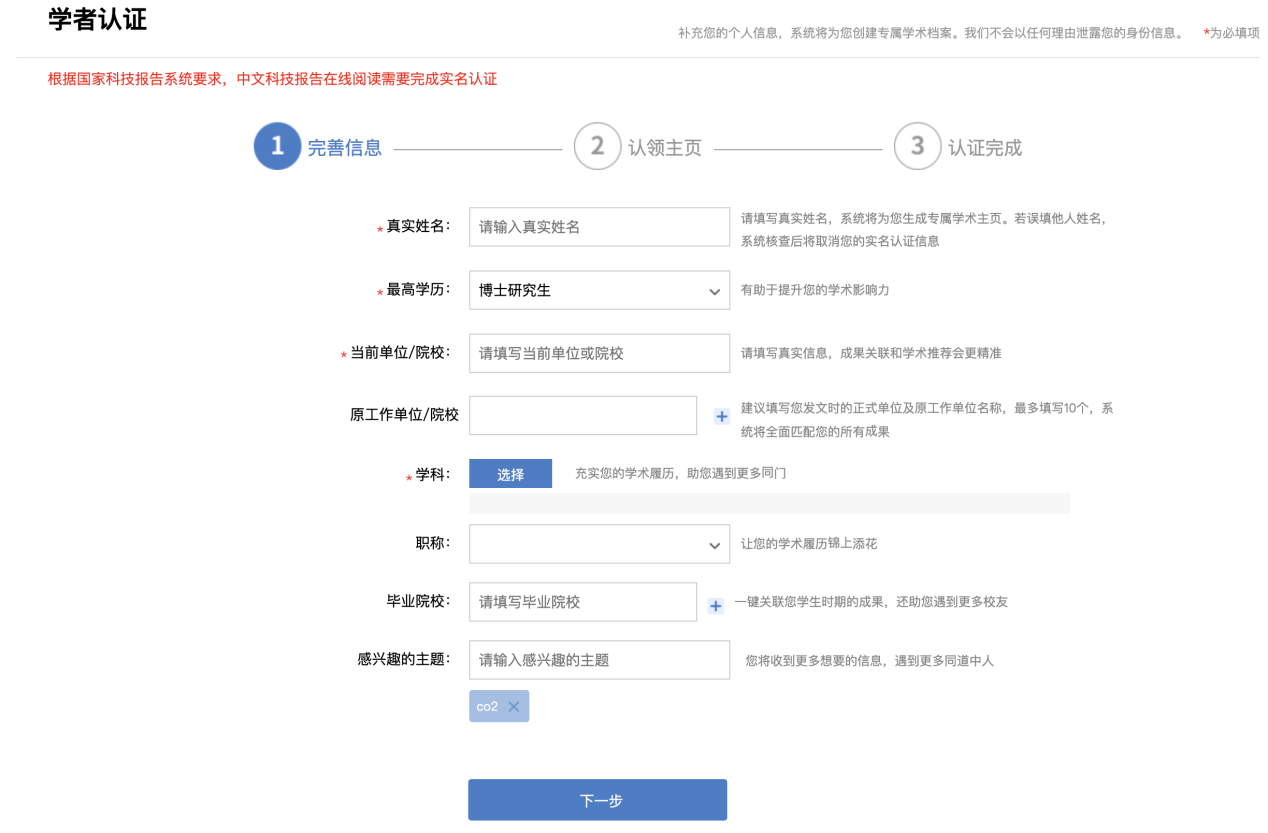 学者认证
补充您的个人信息，系统将为您创建专属学术档案。我们不会以任何理由泄露您的身份信息。 *为必填项
根据国家科技报告系统要求，中文科技报告在线阅读需要完成实名认证
1 完善信息 2 认领主页 3 认证完成
*真实姓名： 请输入真实姓名 请填写真实姓名，系统将为您生成专属学术主页。若误填他人姓名，
系统核查后将取消您的实名认证信息
*最高学历： 博士研究生 有助于提升您的学术影响力
*当前单位/院校： 请填写当前单位或院校 请填写真实信息，成果关联和学术推荐会更精准
原工作单位/院校 + 建议填写您发文时的正式单位及原工作单位名称，最多填写10个，系
统将全面匹配您的所有成果
*学科： 选择 充实您的学术履历，助您遇到更多同门
职称： 让您的学术履历锦上添花
毕业院校： 请填写毕业院校 + 一键关联您学生时期的成果，还助您遇到更多校友
感兴趣的主题： 请输入感兴趣的主题 您将收到更多想要的信息，遇到更多同道中人
co2 ×
下一步